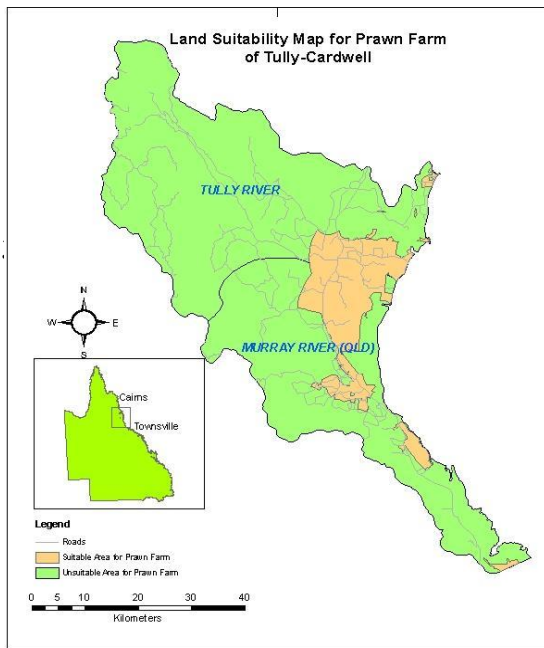 Land Suitability Map for Prawn Farm
of Tully-Cardwell
TULLY RIVER
MURRAY RIVER (QLD)
N
W E
S
Cairns
Townsville
Legend
Roads
Suitable Area for Prawn Farm
Unsuitable Area for Prawn Farm
0 5 10 20 30 40
Kilometers